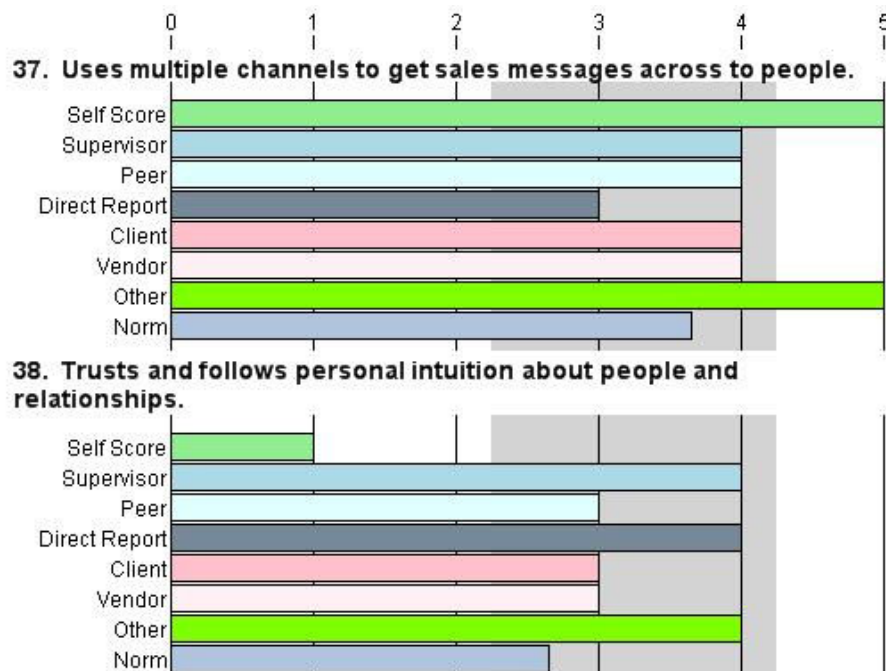 0 1 2 3 4 5
37. Uses multiple channels to get sales messages across to people.
Self Score
Supervisor
Peer
Direct Report
Client
Vendor
Other
Norm
38. Trusts and follows personal intuition about people and
relationships.
Self Score
Supervisor
Peer
Direct Report
Client
Vendor
Other
Norm